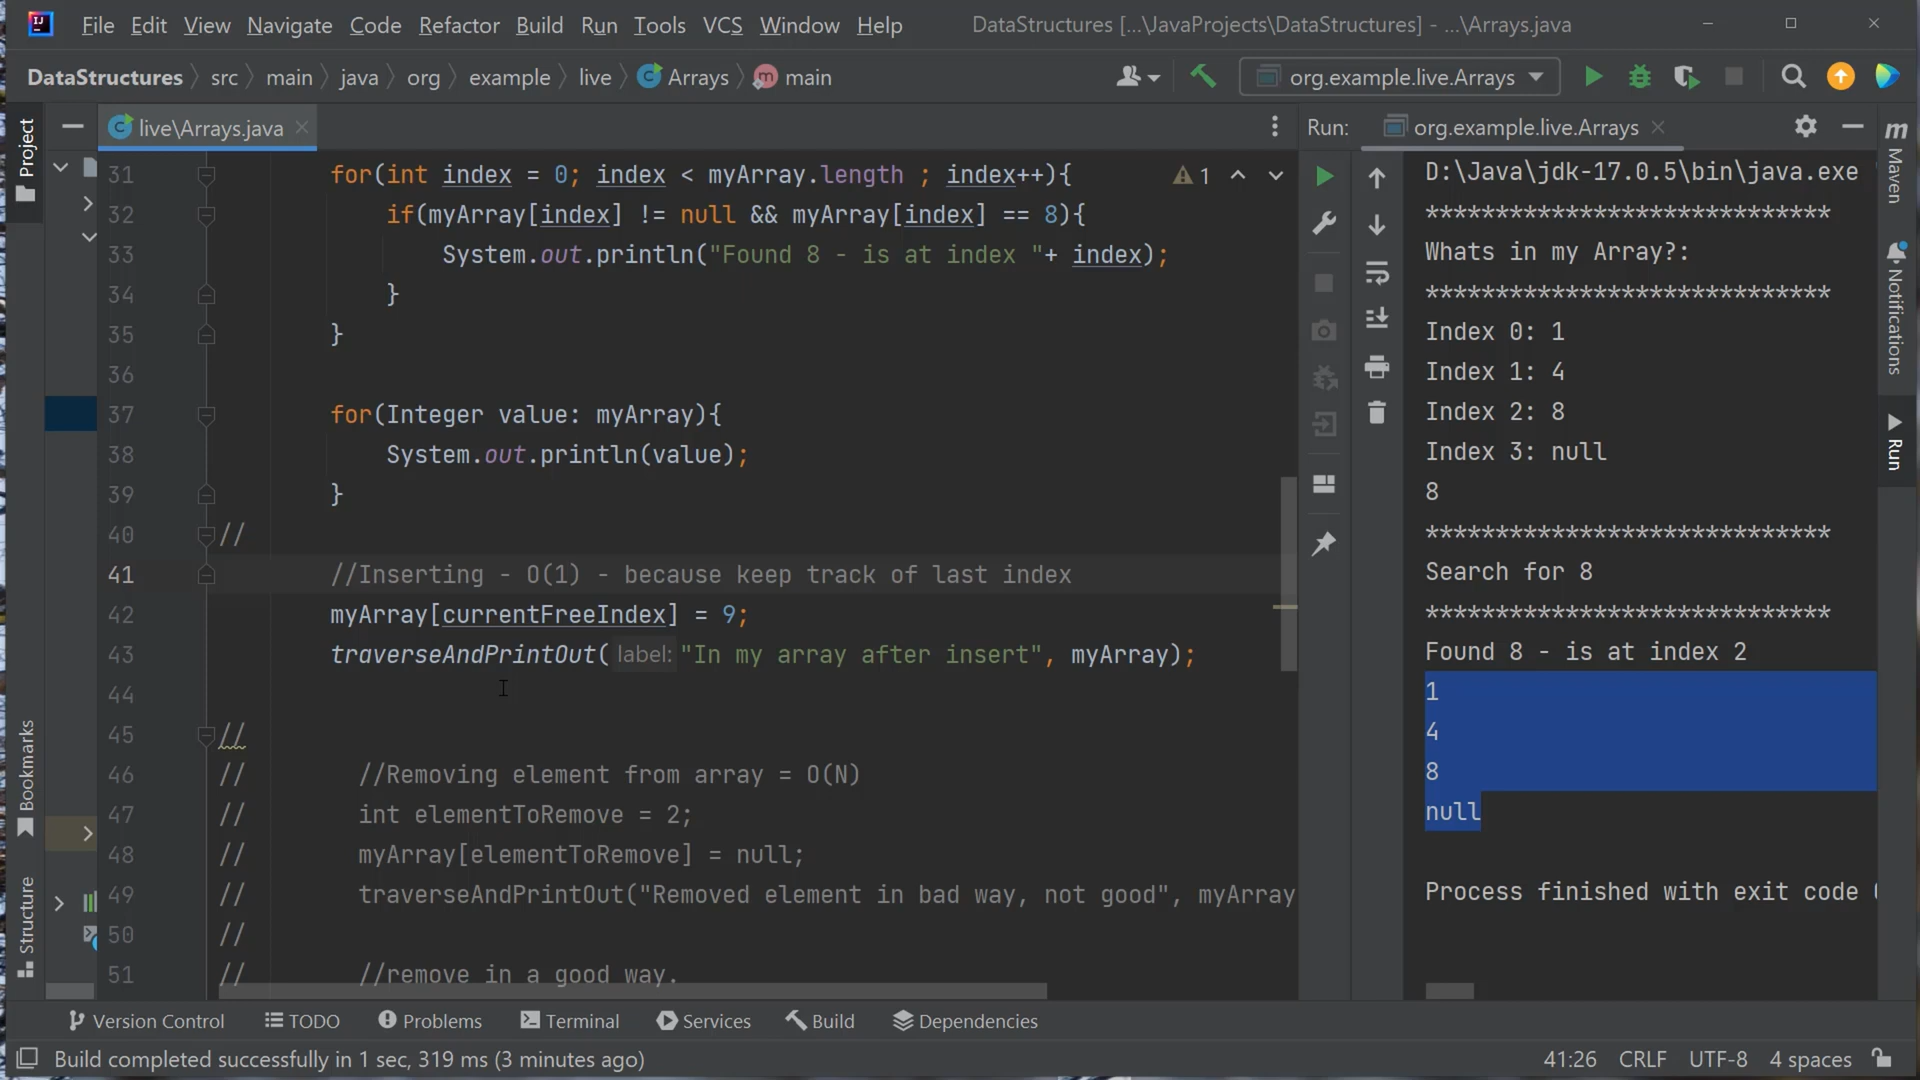 File Edit View Navigate Code Refactor Build Run Tools VCS Window Help DataStructures [...\JavaProjects\DataStructures] - ...\Arrays.java
DataStructures src main java org example live Arrays m main org.example.live.Arrays
live\Arrays.java
Run: org.example.live.Arrays
Project
Bookmarks
Structure
31 for(int index = 0; index < myArray.length ; index++){
32 if(myArray[index] != null && myArray[index] == 8){
33 System.out.println("Found 8 - is at index "+ index);
34 }
35 }
36
37 for(Integer value: myArray){
38 System.out.println(value);
39 }
40 //
41 //Inserting - O(1) - because keep track of last index
42 myArray[currentFreeIndex] = 9;
43 traverseAndPrintOut( label: "In my array after insert", myArray);
44
45 //
46 // //Removing element from array = O(N)
47 // int elementToRemove = 2;
48 // myArray[elementToRemove] = null;
49 // traverseAndPrintOut("Removed element in bad way, not good", myArray
50 //
51 // //remove in a good way.
1
D:\Java\jdk-17.0.5\bin\java.exe
*****************************
Whats in my Array?:
*****************************
Index 0: 1
Index 1: 4
Index 2: 8
Index 3: null
8
*****************************
Search for 8
*****************************
Found 8 - is at index 2
1
4
8
null
Process finished with exit code
m Maven
Notifications
Run
Version Control TODO Problems Terminal Services Build Dependencies
Build completed successfully in 1 sec, 319 ms (3 minutes ago) 41:26 CRLF UTF-8 4 spaces